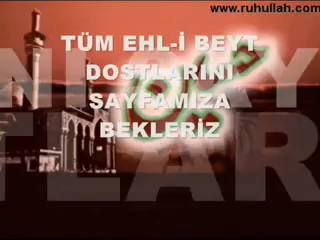 www.ruhullah.com
TÜM EHL-İ BEYT
DOSTLARINI
SAYFAMIZA
BEKLERİZ